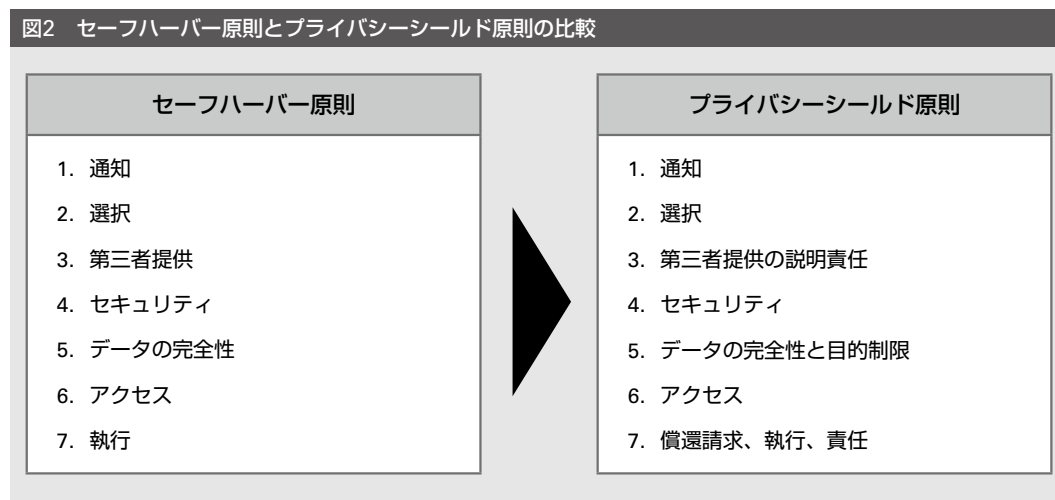 図2 セーフハーバー原則とプライバシーシールド原則の比較
セーフハーバー原則
1. 通知
2. 選択
3. 第三者提供
4. セキュリティ
5. データの完全性
6. アクセス
7. 執行
プライバシーシールド原則
1. 通知
2. 選択
3. 第三者提供の説明責任
4. セキュリティ
5. データの完全性と目的制限
6. アクセス
7. 償還請求、執行、責任